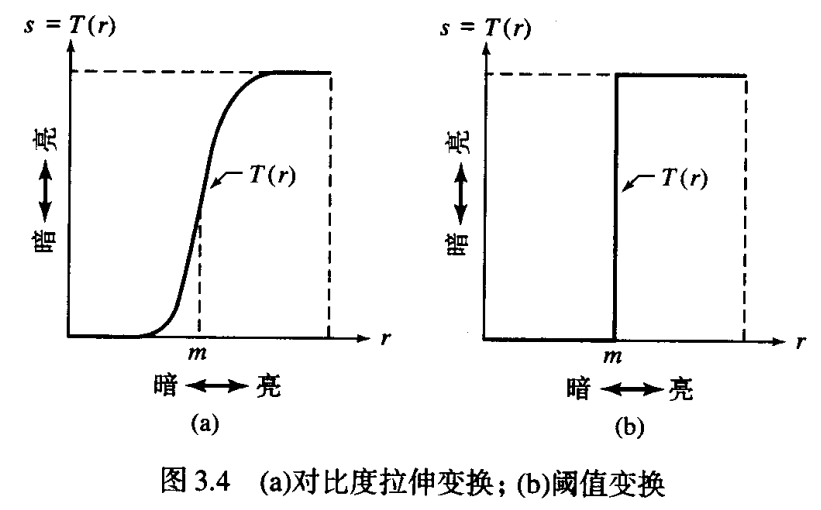 s = T(r)
亮
暗
T(r)
m
r
暗 亮
(a)
s = T(r)
亮
暗
T(r)
m
r
暗 亮
(b)
图 3.4 (a)对比度拉伸变换；(b)阈值变换